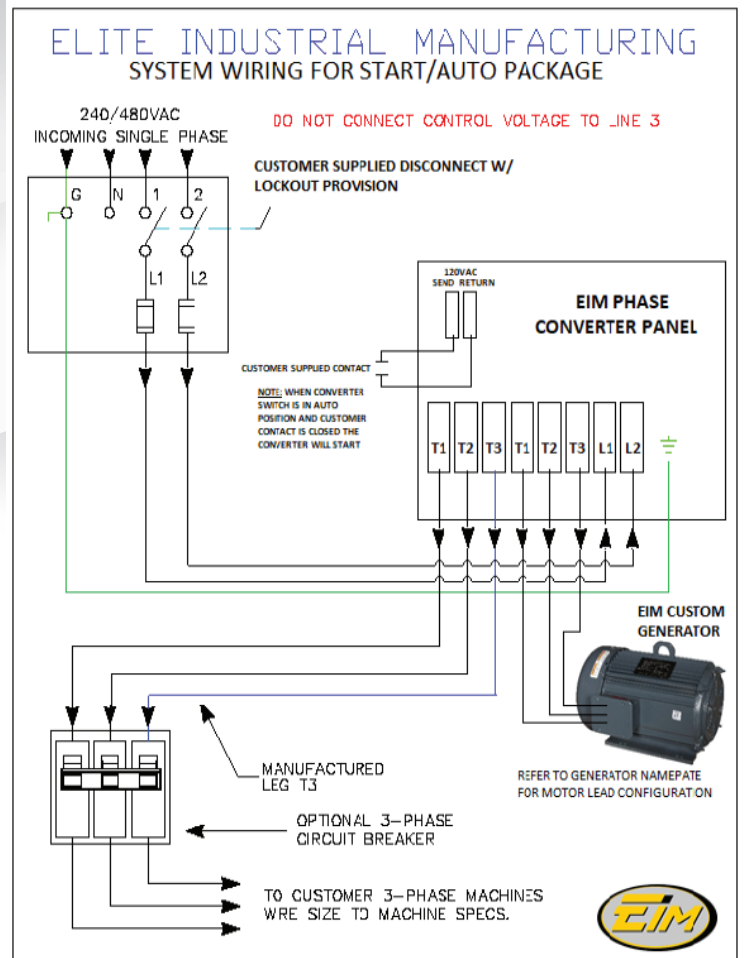 ELITE INDUSTRIAL MANUFACTURING
SYSTEM WIRING FOR START/AUTO PACKAGE
240/480VAC
INCOMING SINGLE PHASE
DO NOT CONNECT CONTROL VOLTAGE TO LINE 3
CUSTOMER SUPPLIED DISCONNECT W/
LOCKOUT PROVISION
G N 1 2
L1 L2
120VAC
SEND RETURN
EIM PHASE
CONVERTER PANEL
CUSTOMER SUPPLIED CONTACT
NOTE: WHEN CONVERTER
SWITCH IS IN AUTO
POSITION AND CUSTOMER
CONTACT IS CLOSED THE
CONVERTER WILL START
T1 T2 T3 T1 T2 T3 L1 L2
EIM CUSTOM
GENERATOR
REFER TO GENERATOR NAMEPATE
FOR MOTOR LEAD CONFIGURATION
MANUFACTURED
LEG T3
OPTIONAL 3-PHASE
CIRCUIT BREAKER
TO CUSTOMER 3-PHASE MACHINES
WRE SIZE TO MACHINE SPECS.
EIM